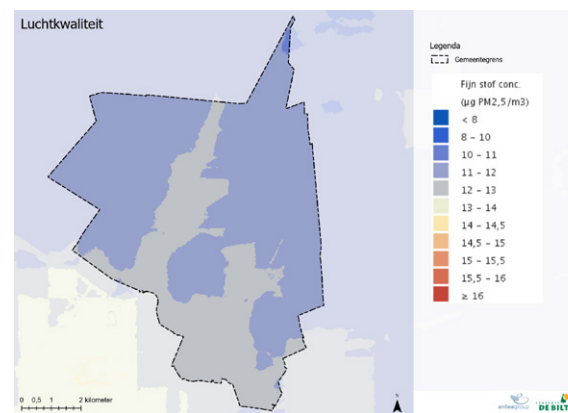 Luchtkwaliteit
Legenda
Gemeentegrens
Fijn stof conc.
(µg PM2,5/m3)
< 8
8 – 10
10 – 11
11 – 12
12 – 13
13 – 14
14 – 14,5
14,5 – 15
15 – 15,5
15,5 – 16
≥ 16
0 0,5 1 2 kilometer
N
anteagroup
GEMEENTE
DE BILT